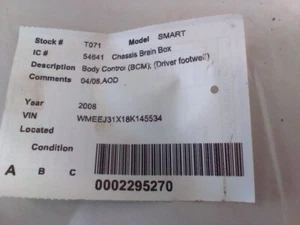 Stock # T071 Model SMART
IC # 54641 Chassis Brain Box
Description Body Control (BCM); (Driver footwell)
Comments 04/08,AOD
Year 2008
VIN WMEEJ31X18K145534
Located
Condition
A B C
0002295270